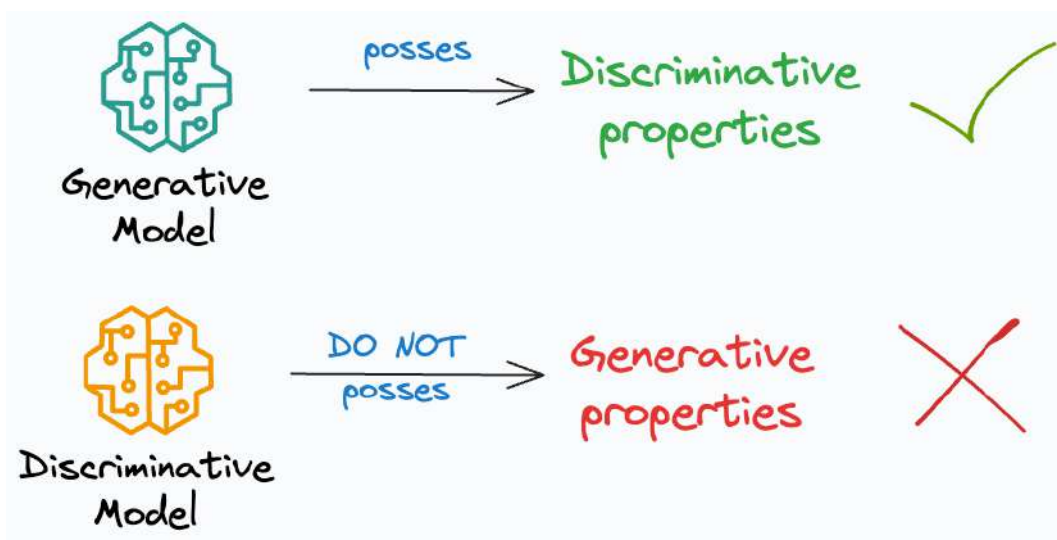 posses
Discriminative
properties
Generative
Model
DO NOT
posses
Generative
properties
Discriminative
Model